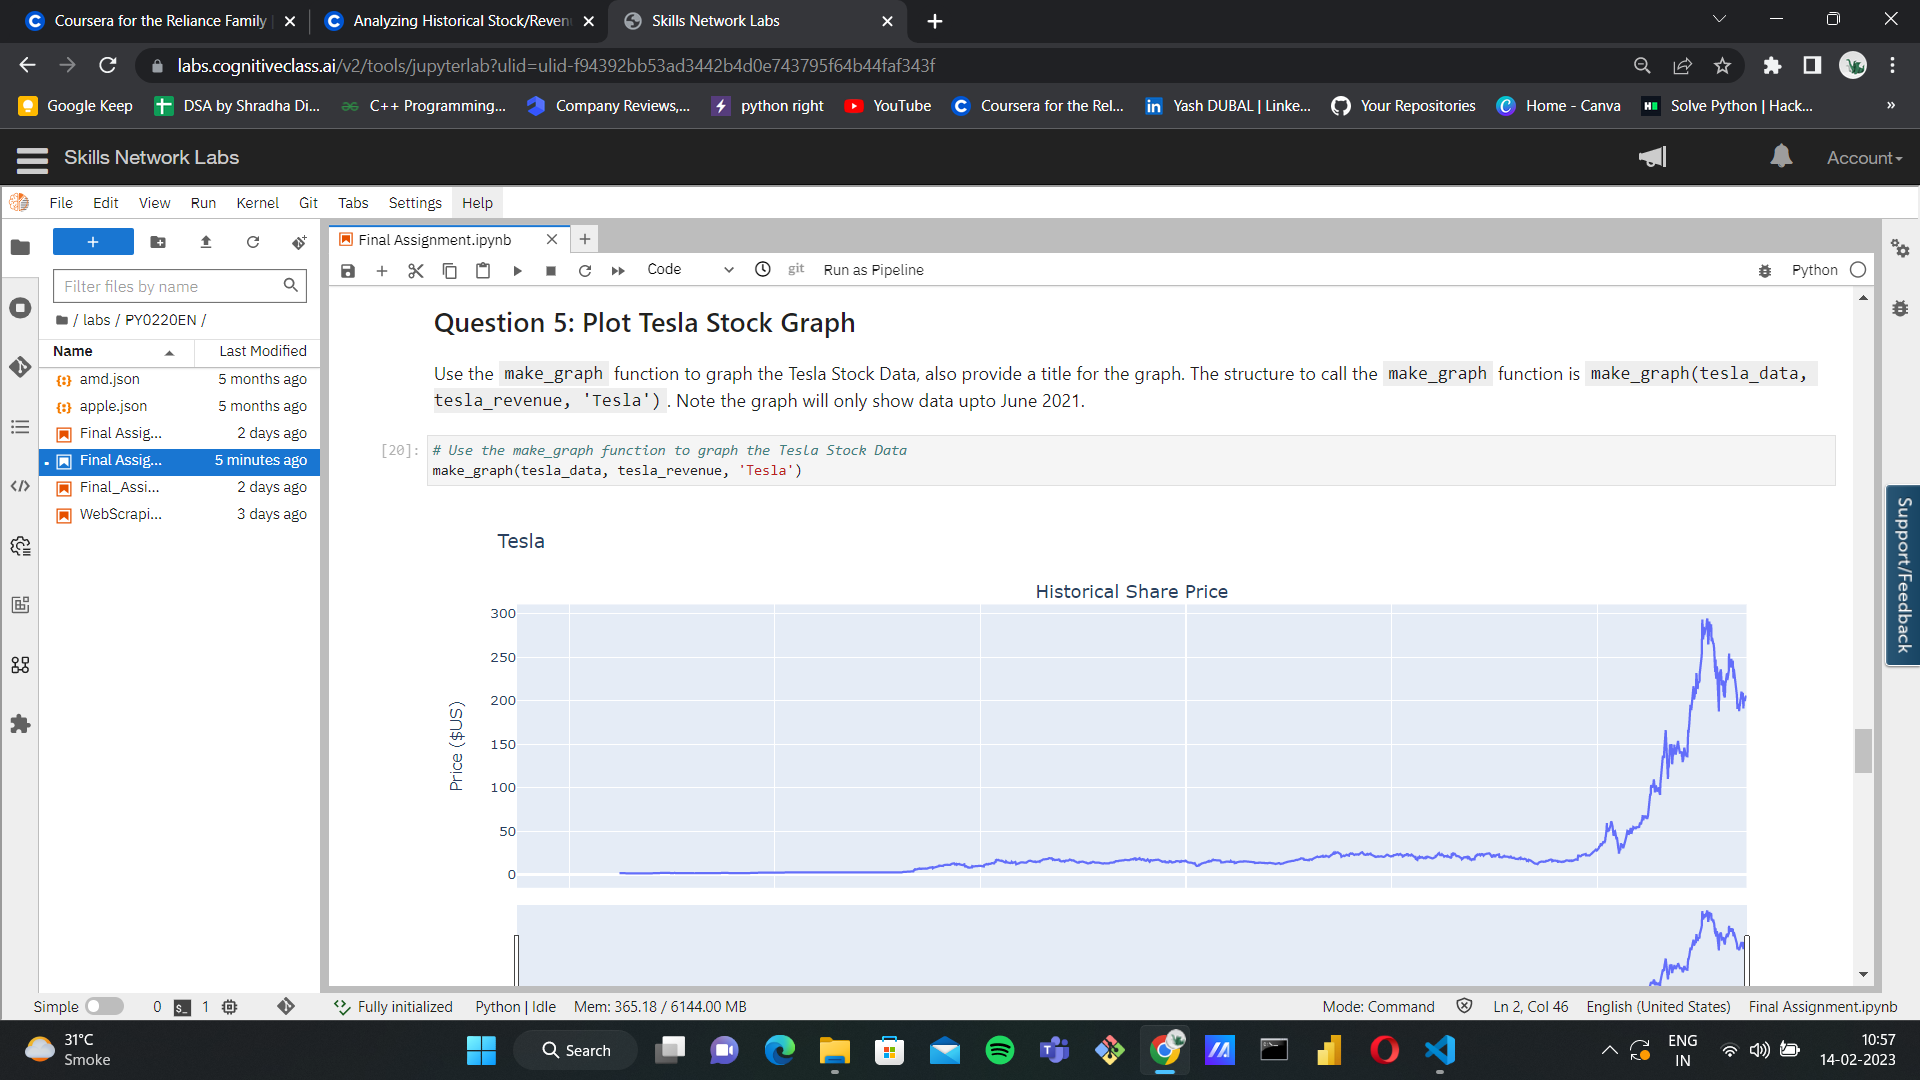 Coursera for the Reliance Family
Analyzing Historical Stock/Reven
Skills Network Labs
labs.cognitiveclass.ai/v2/tools/jupyterlab?ulid=ulid-f94392bb53ad3442b4d0e743795f64b44faf343f
Google Keep
DSA by Shradha Di...
C++ Programming...
Company Reviews,...
python right
YouTube
Coursera for the Rel...
Yash DUBAL | Linke...
Your Repositories
Home - Canva
Solve Python | Hack...
»
Skills Network Labs
Account
File Edit View Run Kernel Git Tabs Settings Help
Final Assignment.ipynb
Code
git
Run as Pipeline
Python
Filter files by name
/ labs / PY0220EN /
Name Last Modified
amd.json 5 months ago
apple.json 5 months ago
Final Assig... 2 days ago
Final Assig... 5 minutes ago
Final_Assi... 2 days ago
WebScrapi... 3 days ago
Question 5: Plot Tesla Stock Graph
Use the make_graph function to graph the Tesla Stock Data, also provide a title for the graph. The structure to call the make_graph function is make_graph(tesla_data,
tesla_revenue, 'Tesla') . Note the graph will only show data upto June 2021.
[20]: # Use the make_graph function to graph the Tesla Stock Data
make_graph(tesla_data, tesla_revenue, 'Tesla')
Tesla
Historical Share Price
300
250
200
150
100
50
0
Price ($US)
Support/Feedback
Simple 0 $_ 1 Fully initialized Python | Idle Mem: 365.18 / 6144.00 MB Mode: Command Ln 2, Col 46 English (United States) Final Assignment.ipynb
31°C
Smoke
Search
ENG
IN
10:57
14-02-2023